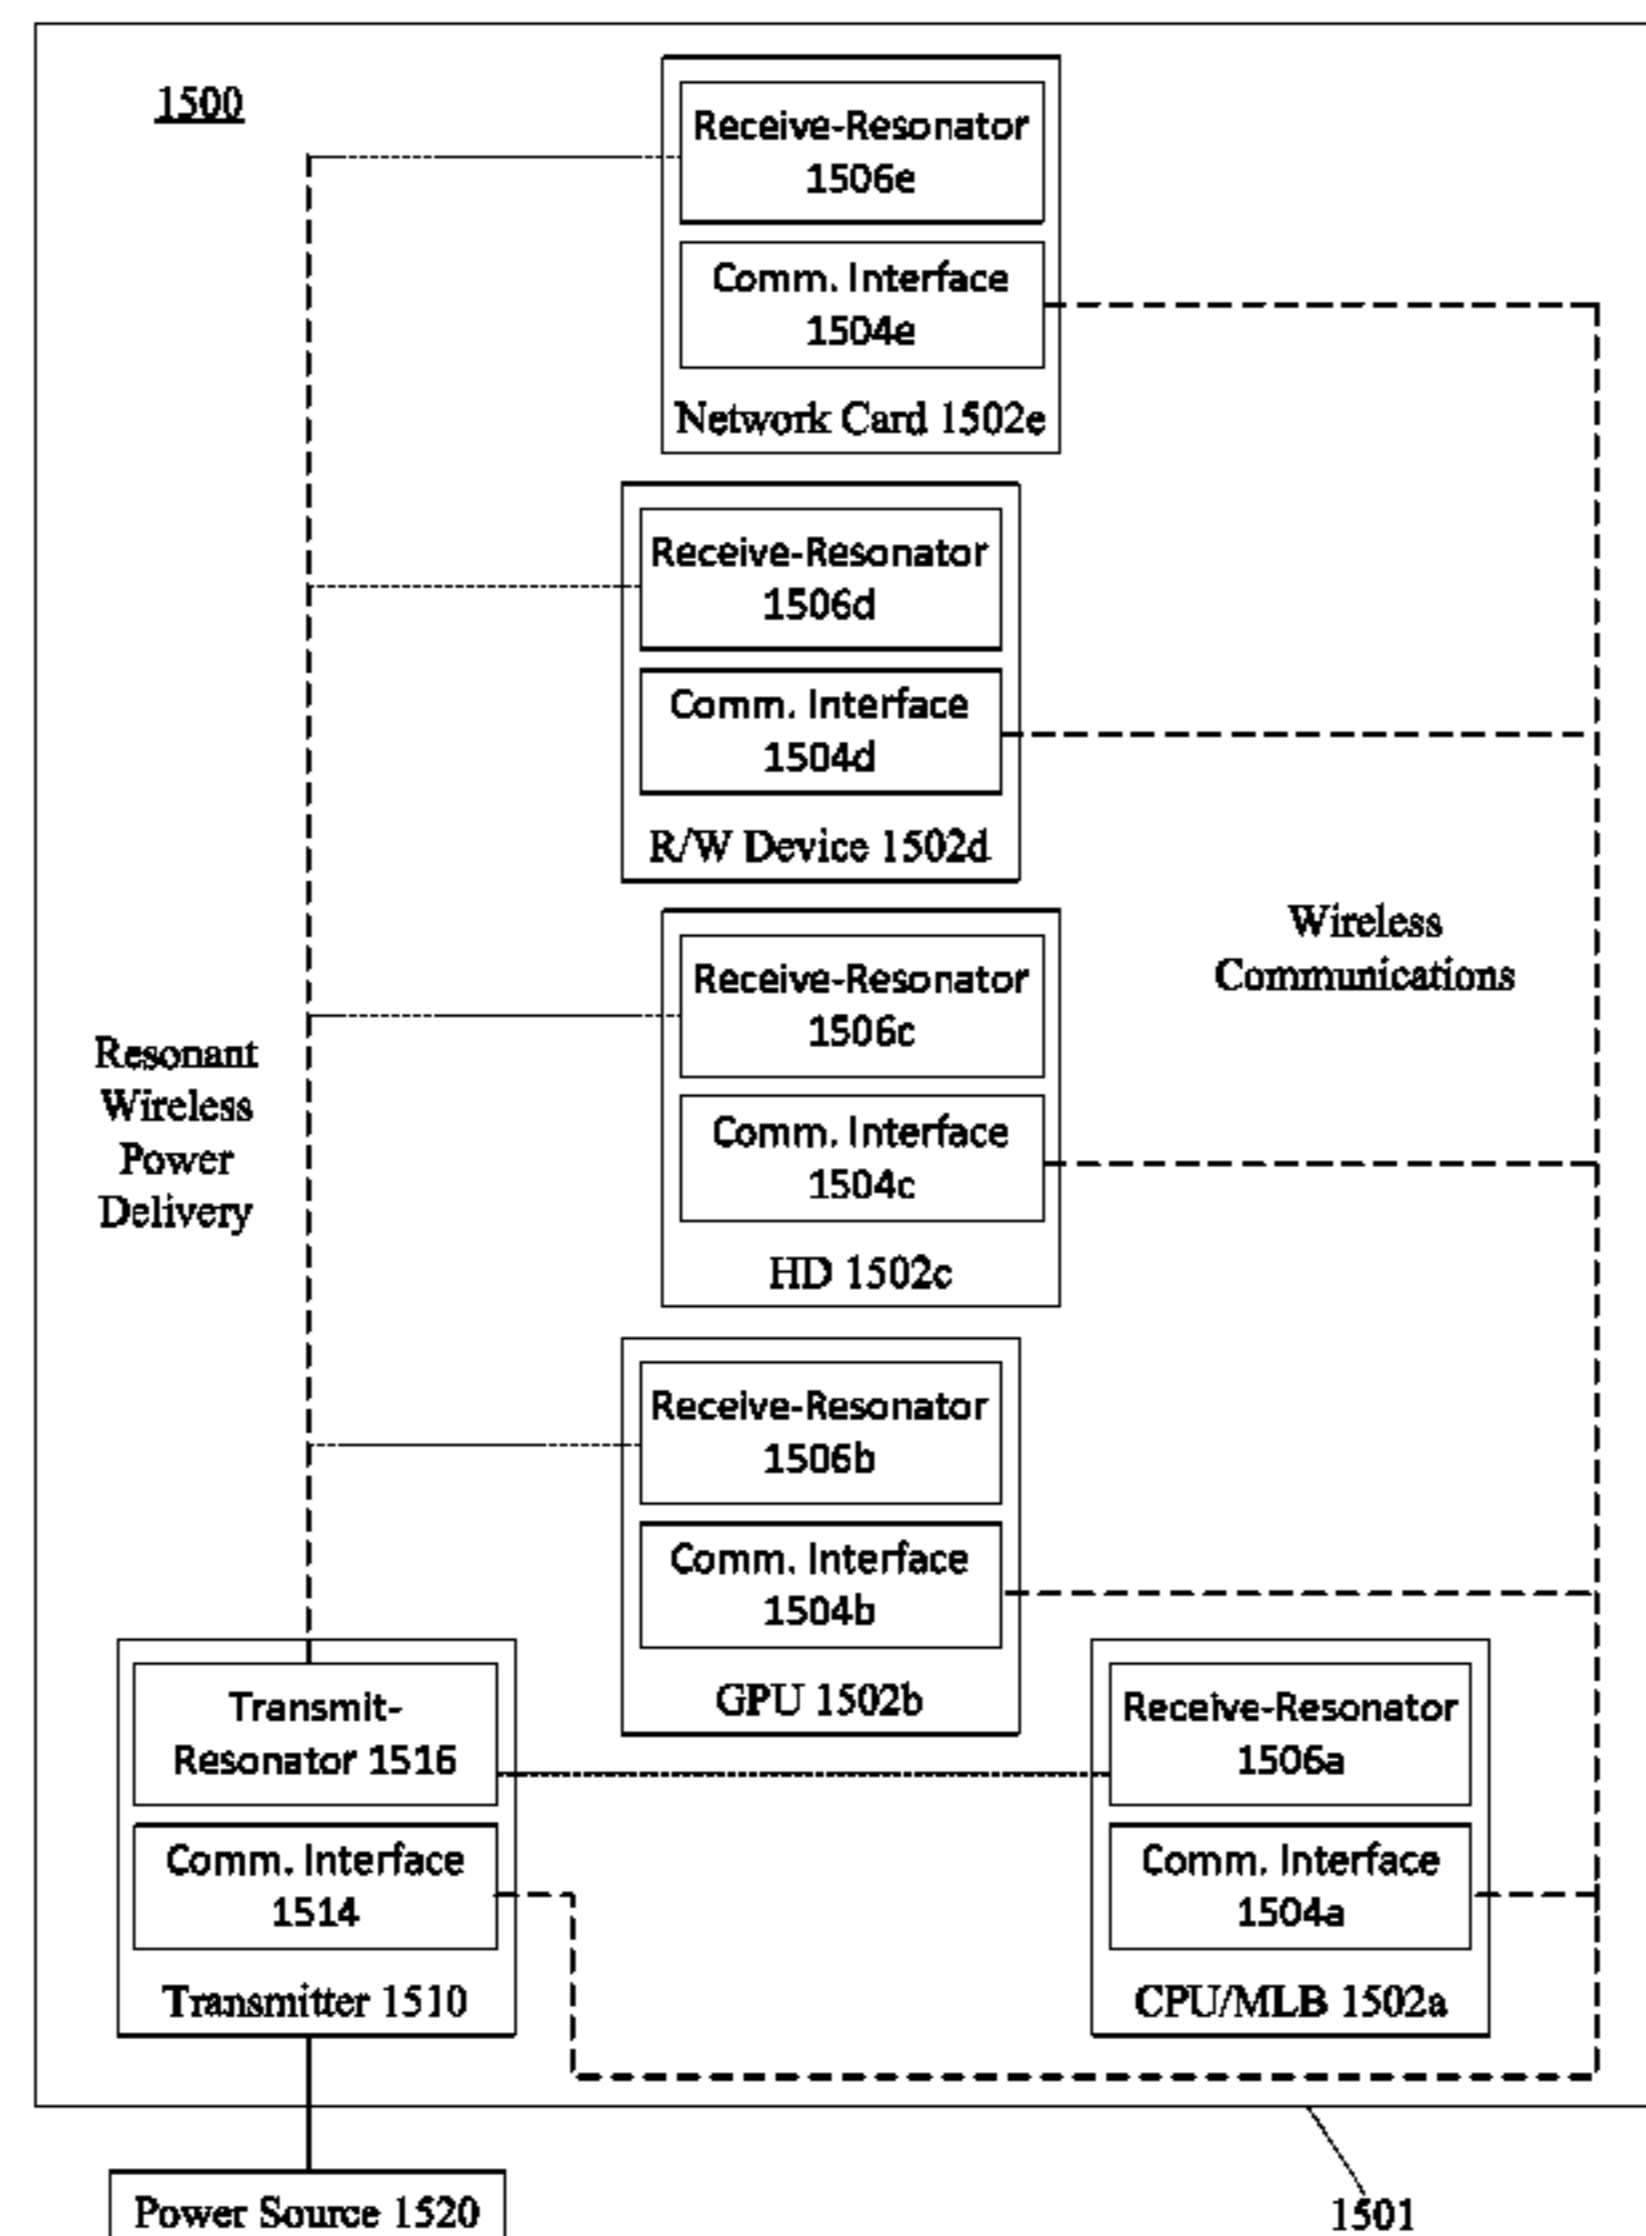 1500
Receive-Resonator
1506e
Comm. Interface
1504e
Network Card 1502e
Receive-Resonator
1506d
Comm. Interface
1504d
R/W Device 1502d
Wireless
Communications
Receive-Resonator
1506c
Comm. Interface
1504c
HD 1502c
Resonant
Wireless
Power
Delivery
Receive-Resonator
1506b
Comm. Interface
1504b
GPU 1502b
Transmit-
Resonator 1516
Comm. Interface
1514
Transmitter 1510
Receive-Resonator
1506a
Comm. Interface
1504a
CPU/MLB 1502a
Power Source 1520
1501